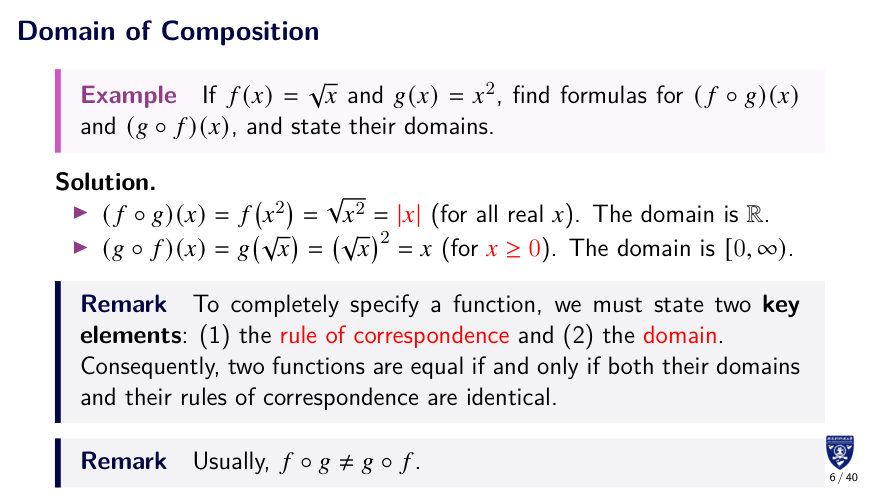 Domain of Composition
Example If f(x) = √x and g(x) = x², find formulas for (f ∘ g)(x)
and (g ∘ f)(x), and state their domains.
Solution.
▶ (f ∘ g)(x) = f(x²) = √x² = |x| (for all real x). The domain is ℝ.
▶ (g ∘ f)(x) = g(√x) = (√x)² = x (for x ≥ 0). The domain is [0, ∞).
Remark To completely specify a function, we must state two key
elements: (1) the rule of correspondence and (2) the domain.
Consequently, two functions are equal if and only if both their domains
and their rules of correspondence are identical.
Remark Usually, f ∘ g ≠ g ∘ f.
6 / 40